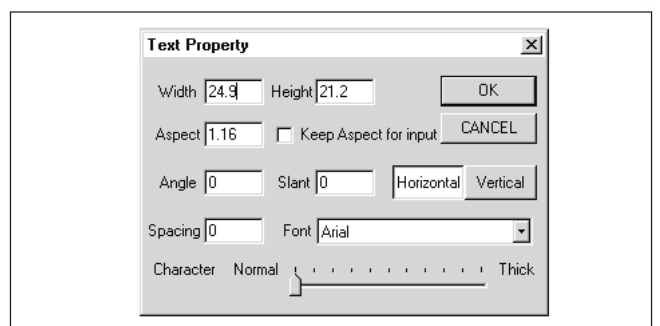 Text Property
Width 24.9 Height 21.2 OK
Aspect 1.16 Keep Aspect for input CANCEL
Angle 0 Slant 0 Horizontal Vertical
Spacing 0 Font Arial
Character Normal Thick